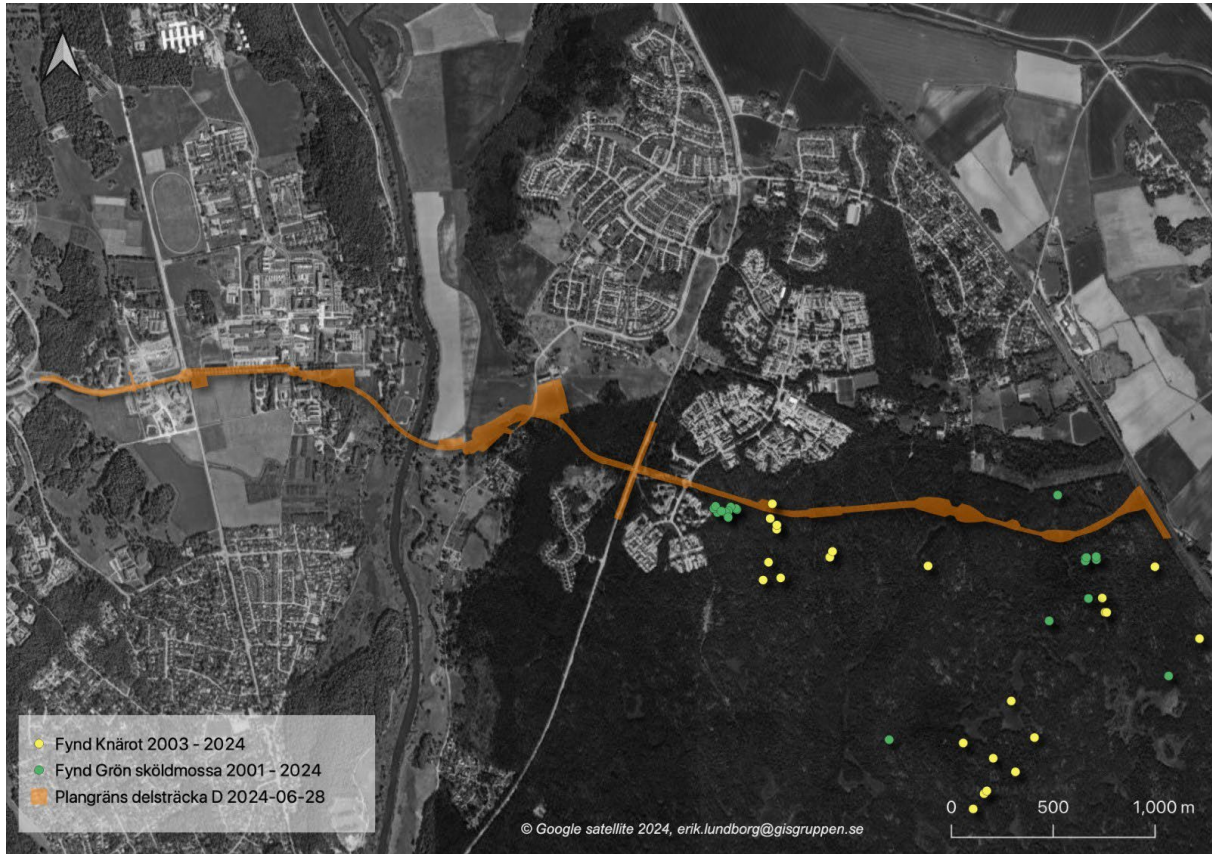 Fynd Knärot 2003 - 2024
Fynd Grön sköldmossa 2001 - 2024
Plangräns delsträcka D 2024-06-28
0 500 1,000 m
© Google satellite 2024, erik.lundborg@gisgruppen.se